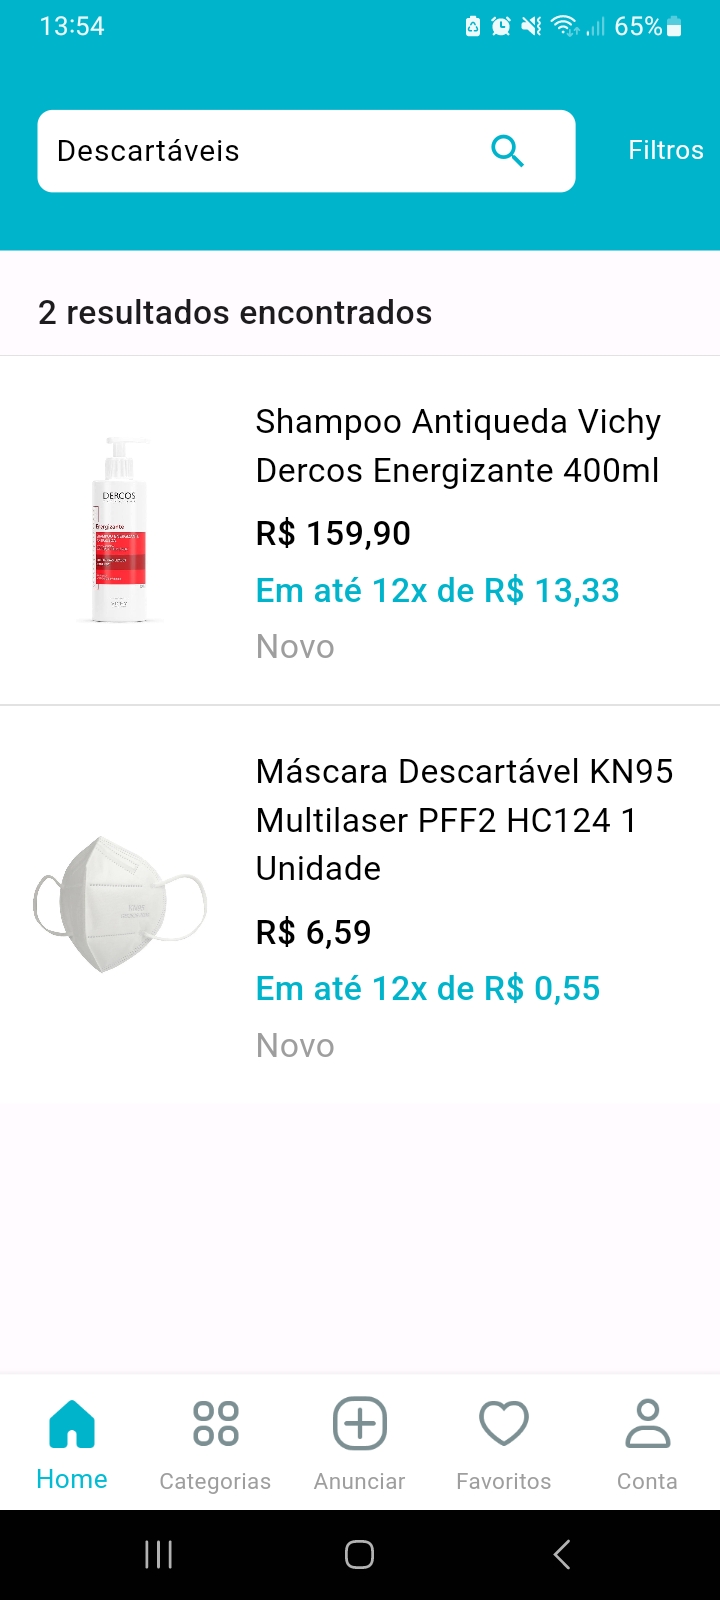 13:54
65%
Descartáveis
Filtros
2 resultados encontrados
DERCOS
Energizante
VICHY
Shampoo Antiqueda Vichy
Dercos Energizante 400ml
R$ 159,90
Em até 12x de R$ 13,33
Novo
Máscara Descartável KN95
Multilaser PFF2 HC124 1
Unidade
R$ 6,59
Em até 12x de R$ 0,55
Novo
Home
Categorias
Anunciar
Favoritos
Conta